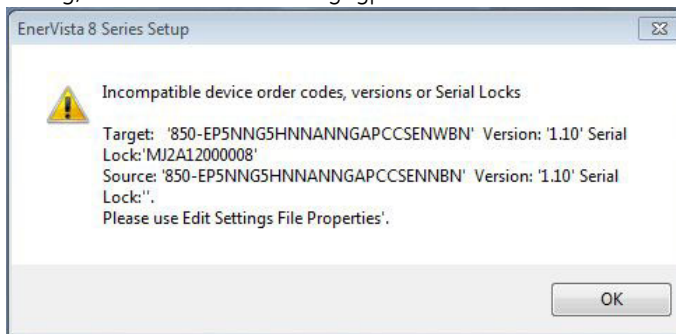 EnerVista 8 Series Setup
Incompatible device order codes, versions or Serial Locks
Target: '850-EP5NNG5HNNANNGAPCCSENWBN' Version: '1.10' Serial
Lock:'MJ2A12000008'
Source: '850-EP5NNG5HNNANNGAPCCSENNBN' Version: '1.10' Serial
Lock:''.
Please use Edit Settings File Properties'.
OK